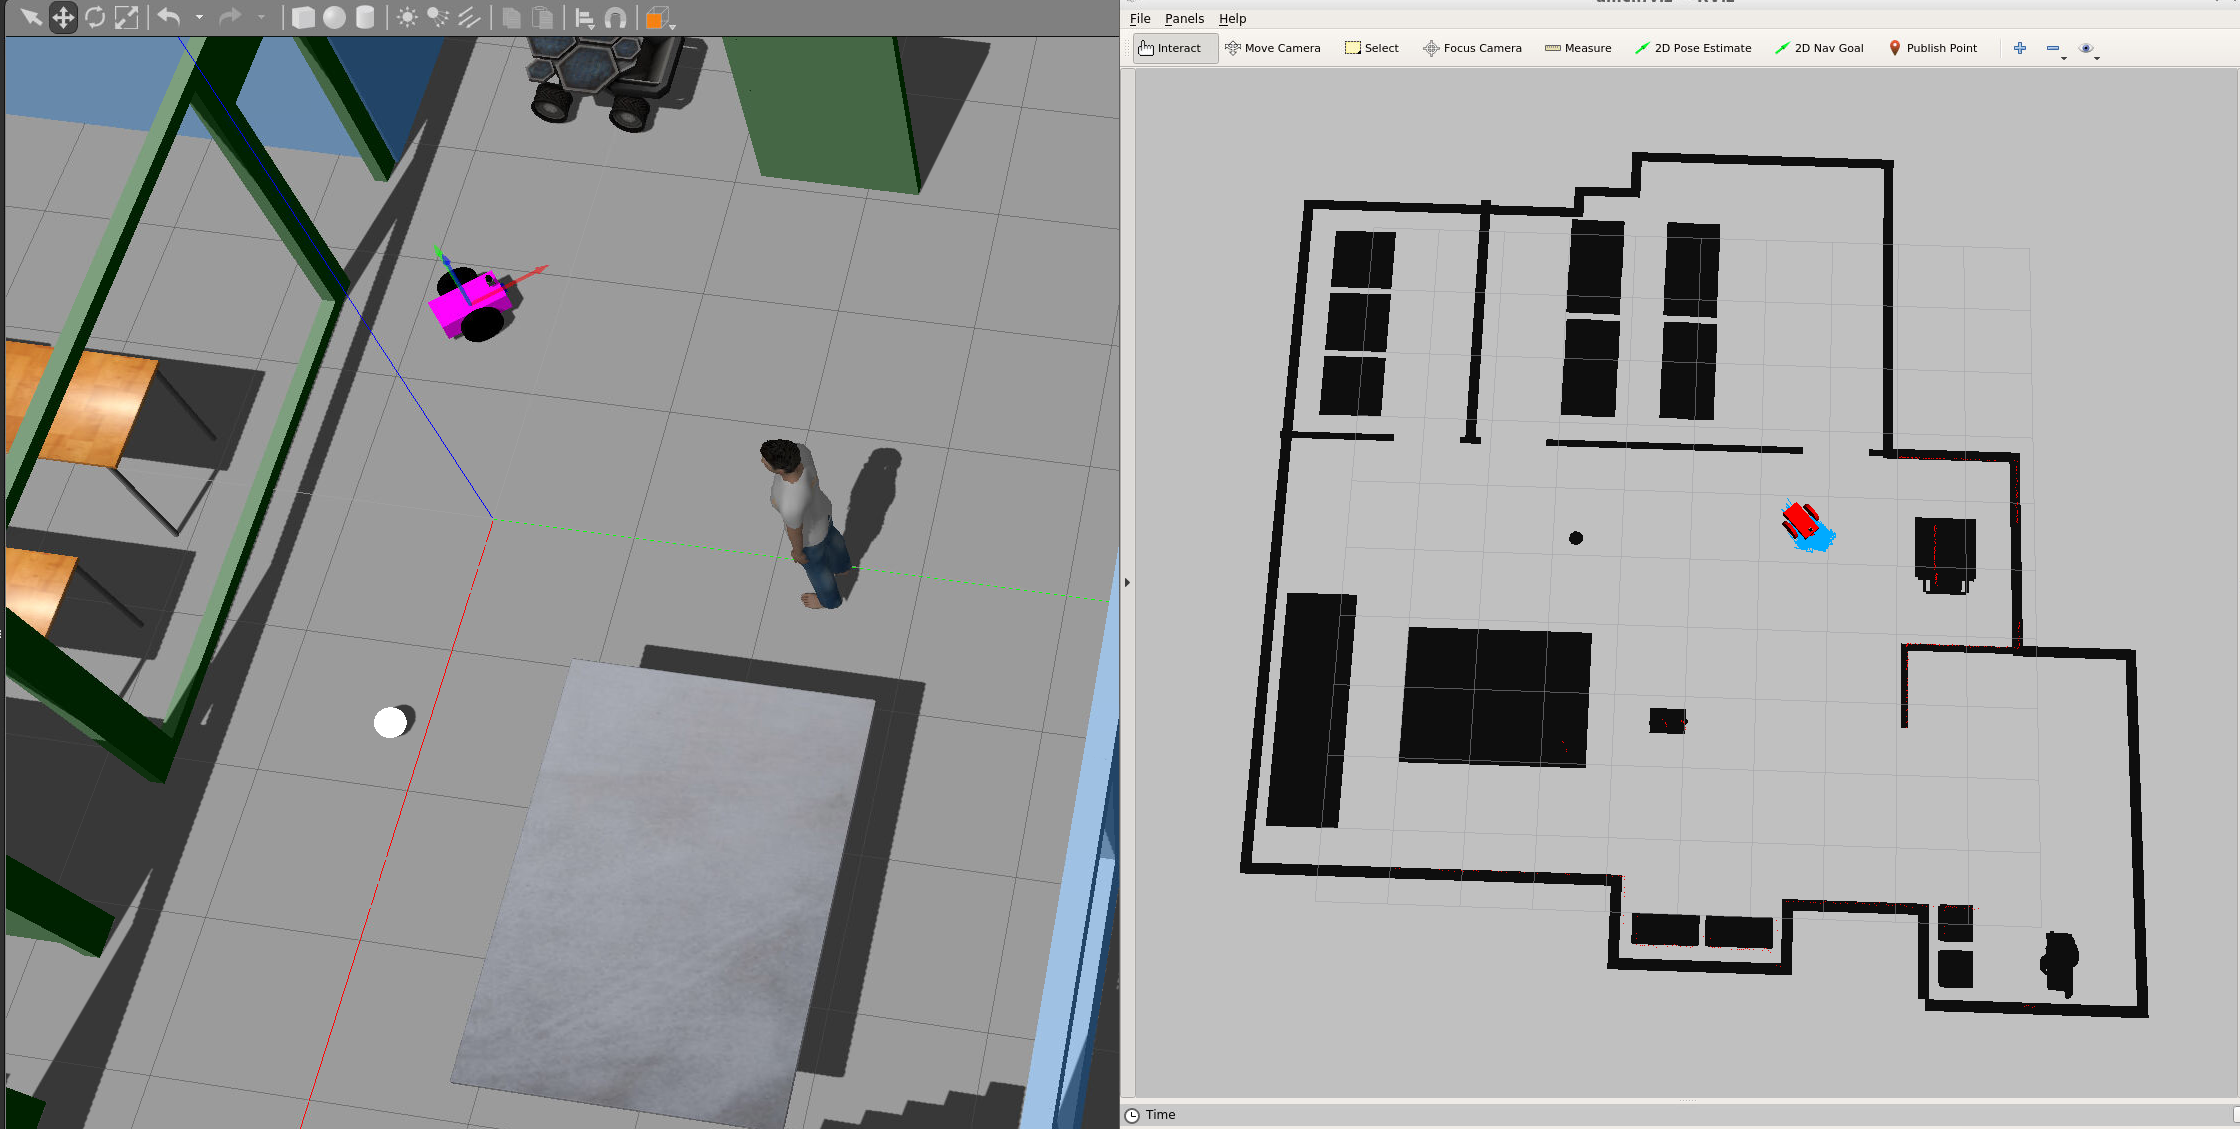 File Panels Help
Interact Move Camera Select Focus Camera Measure 2D Pose Estimate 2D Nav Goal Publish Point
Time